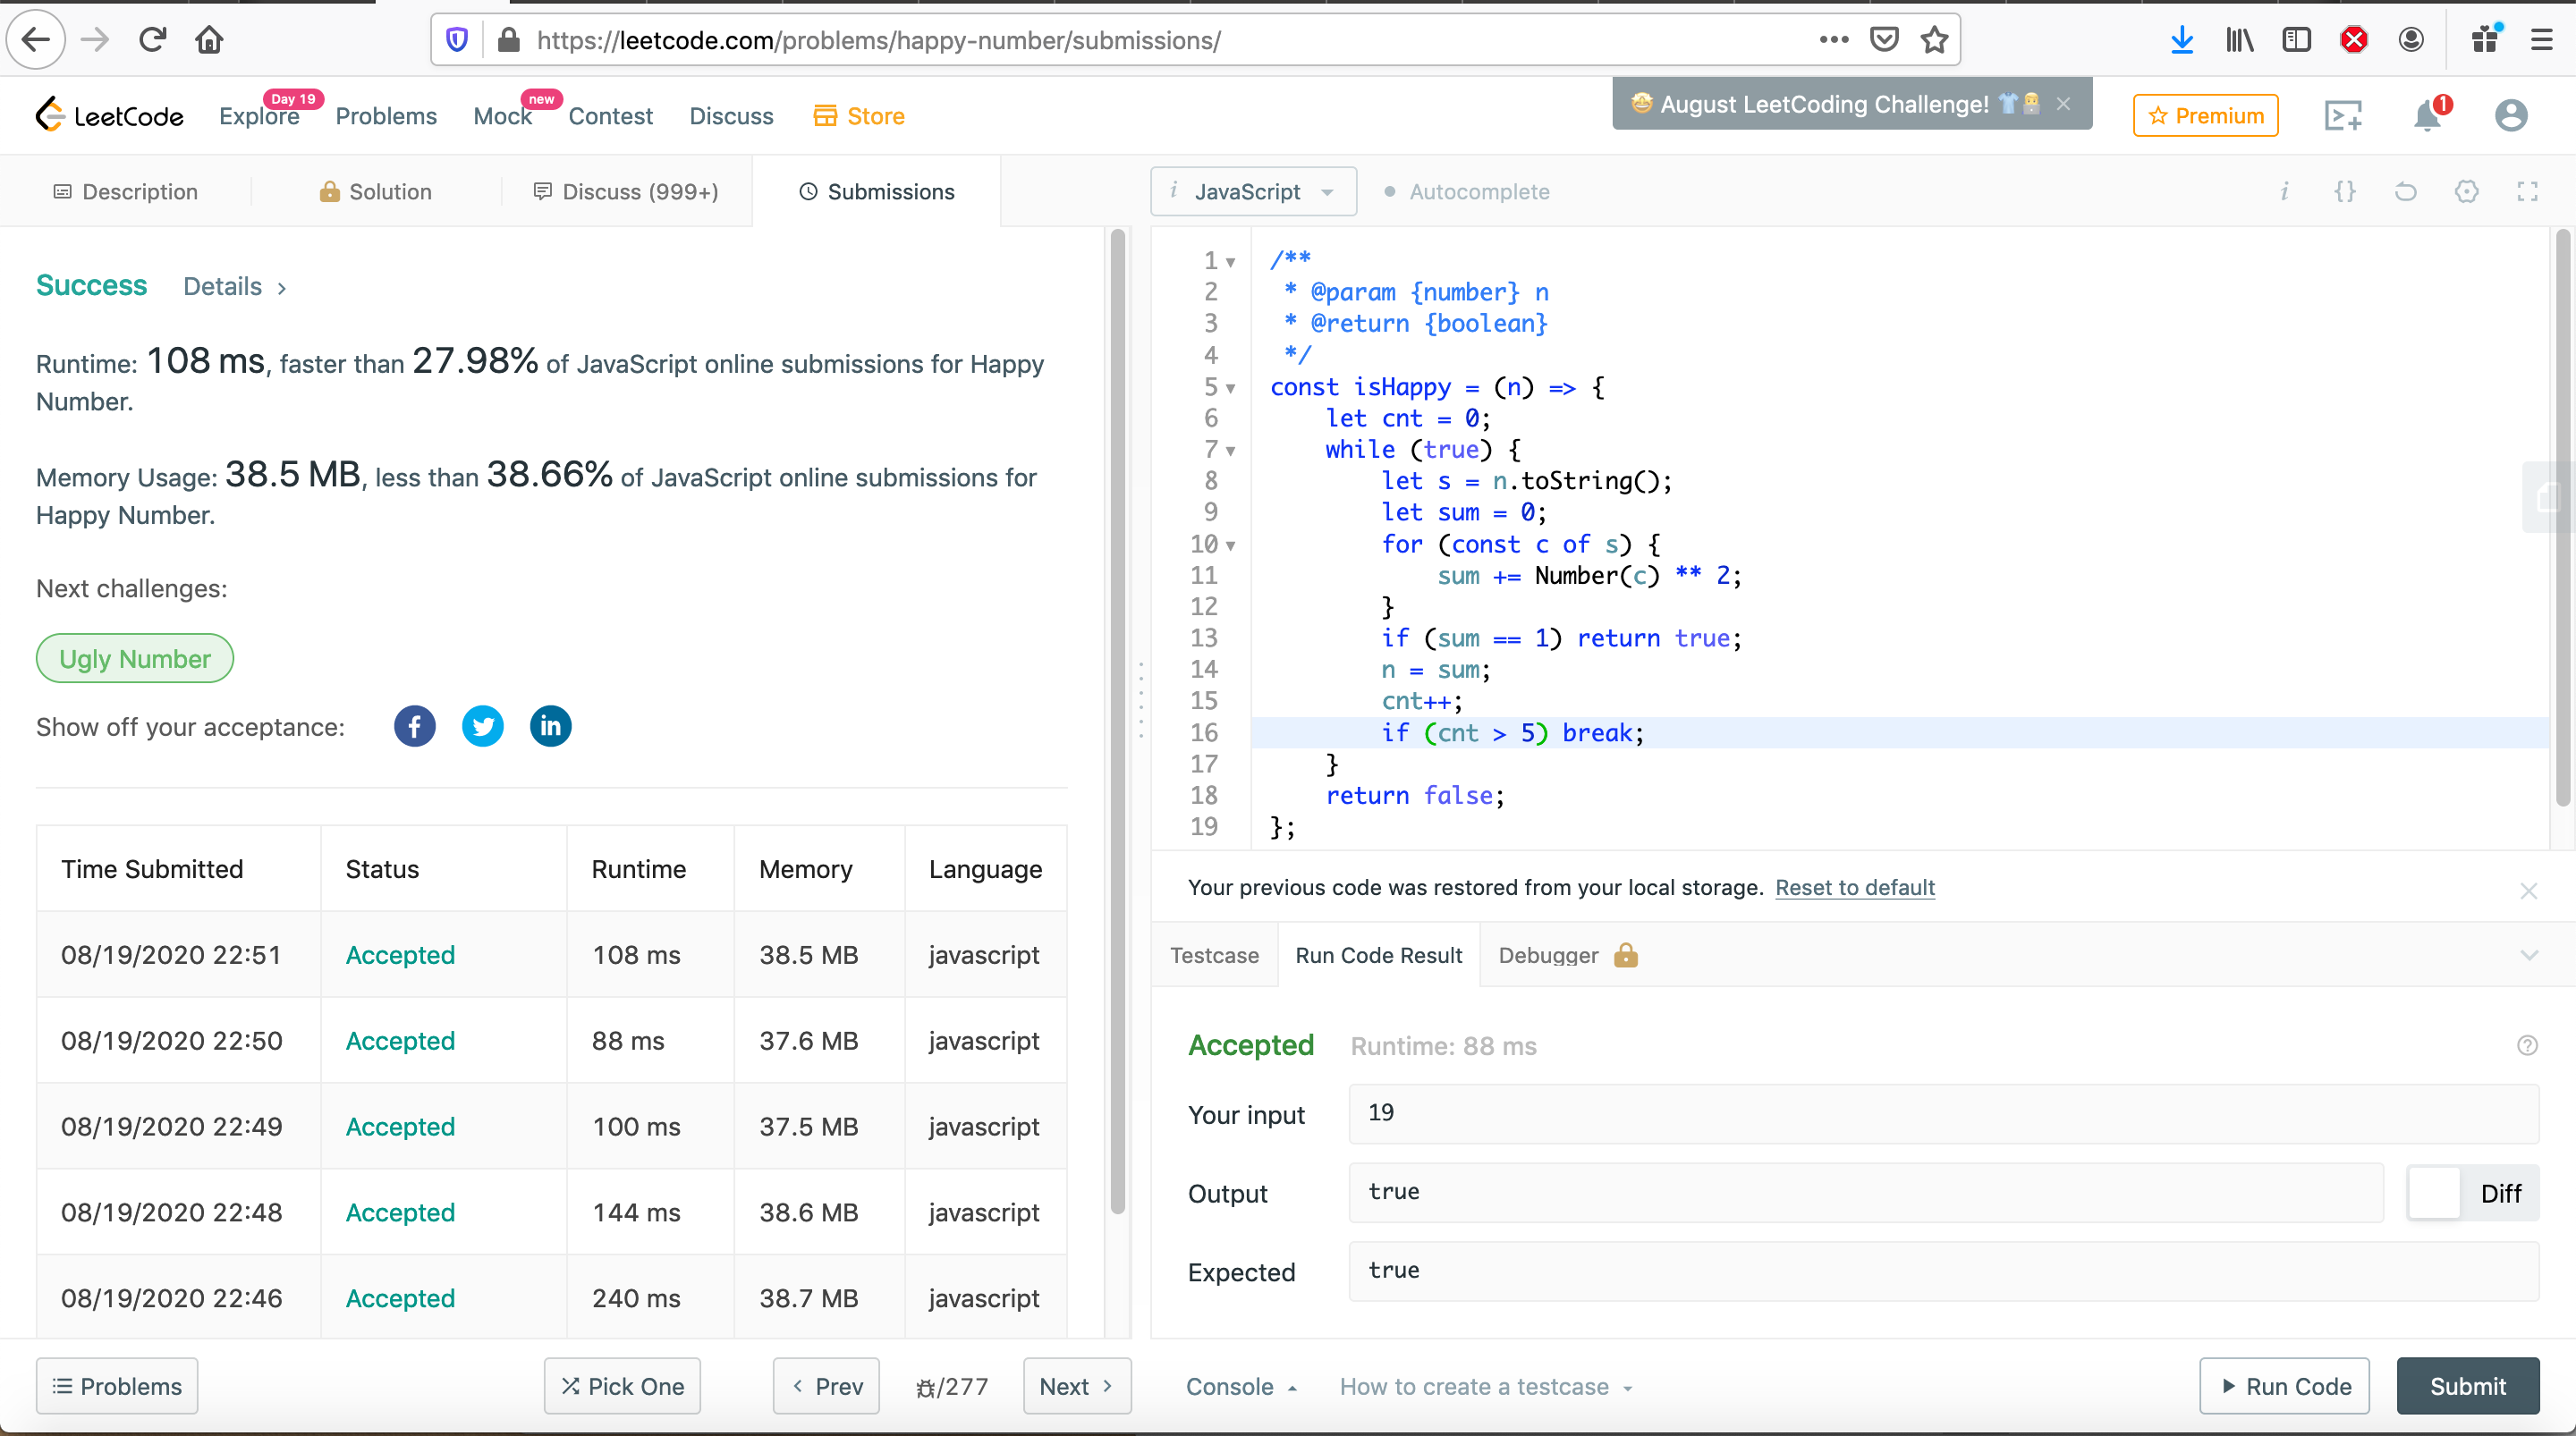 https://leetcode.com/problems/happy-number/submissions/
LeetCode
Explore
Day 19
Problems
Mock
new
Contest
Discuss
Store
August LeetCoding Challenge!
Premium
1
Description
Solution
Discuss (999+)
Submissions
i JavaScript
Autocomplete
i {}
Success Details >
Runtime: 108 ms, faster than 27.98% of JavaScript online submissions for Happy
Number.
Memory Usage: 38.5 MB, less than 38.66% of JavaScript online submissions for
Happy Number.
Next challenges:
Ugly Number
Show off your acceptance:
Time Submitted Status Runtime Memory Language
08/19/2020 22:51 Accepted 108 ms 38.5 MB javascript
08/19/2020 22:50 Accepted 88 ms 37.6 MB javascript
08/19/2020 22:49 Accepted 100 ms 37.5 MB javascript
08/19/2020 22:48 Accepted 144 ms 38.6 MB javascript
08/19/2020 22:46 Accepted 240 ms 38.7 MB javascript
Problems
Pick One
< Prev
/277
Next >
1 /**
2  * @param {number} n
3  * @return {boolean}
4  */
5 const isHappy = (n) => {
6     let cnt = 0;
7     while (true) {
8         let s = n.toString();
9         let sum = 0;
10         for (const c of s) {
11             sum += Number(c) ** 2;
12         }
13         if (sum == 1) return true;
14         n = sum;
15         cnt++;
16         if (cnt > 5) break;
17     }
18     return false;
19 };
Your previous code was restored from your local storage. Reset to default
Testcase
Run Code Result
Debugger
Accepted Runtime: 88 ms
Your input 19
Output true
Diff
Expected true
Console
How to create a testcase
Run Code
Submit